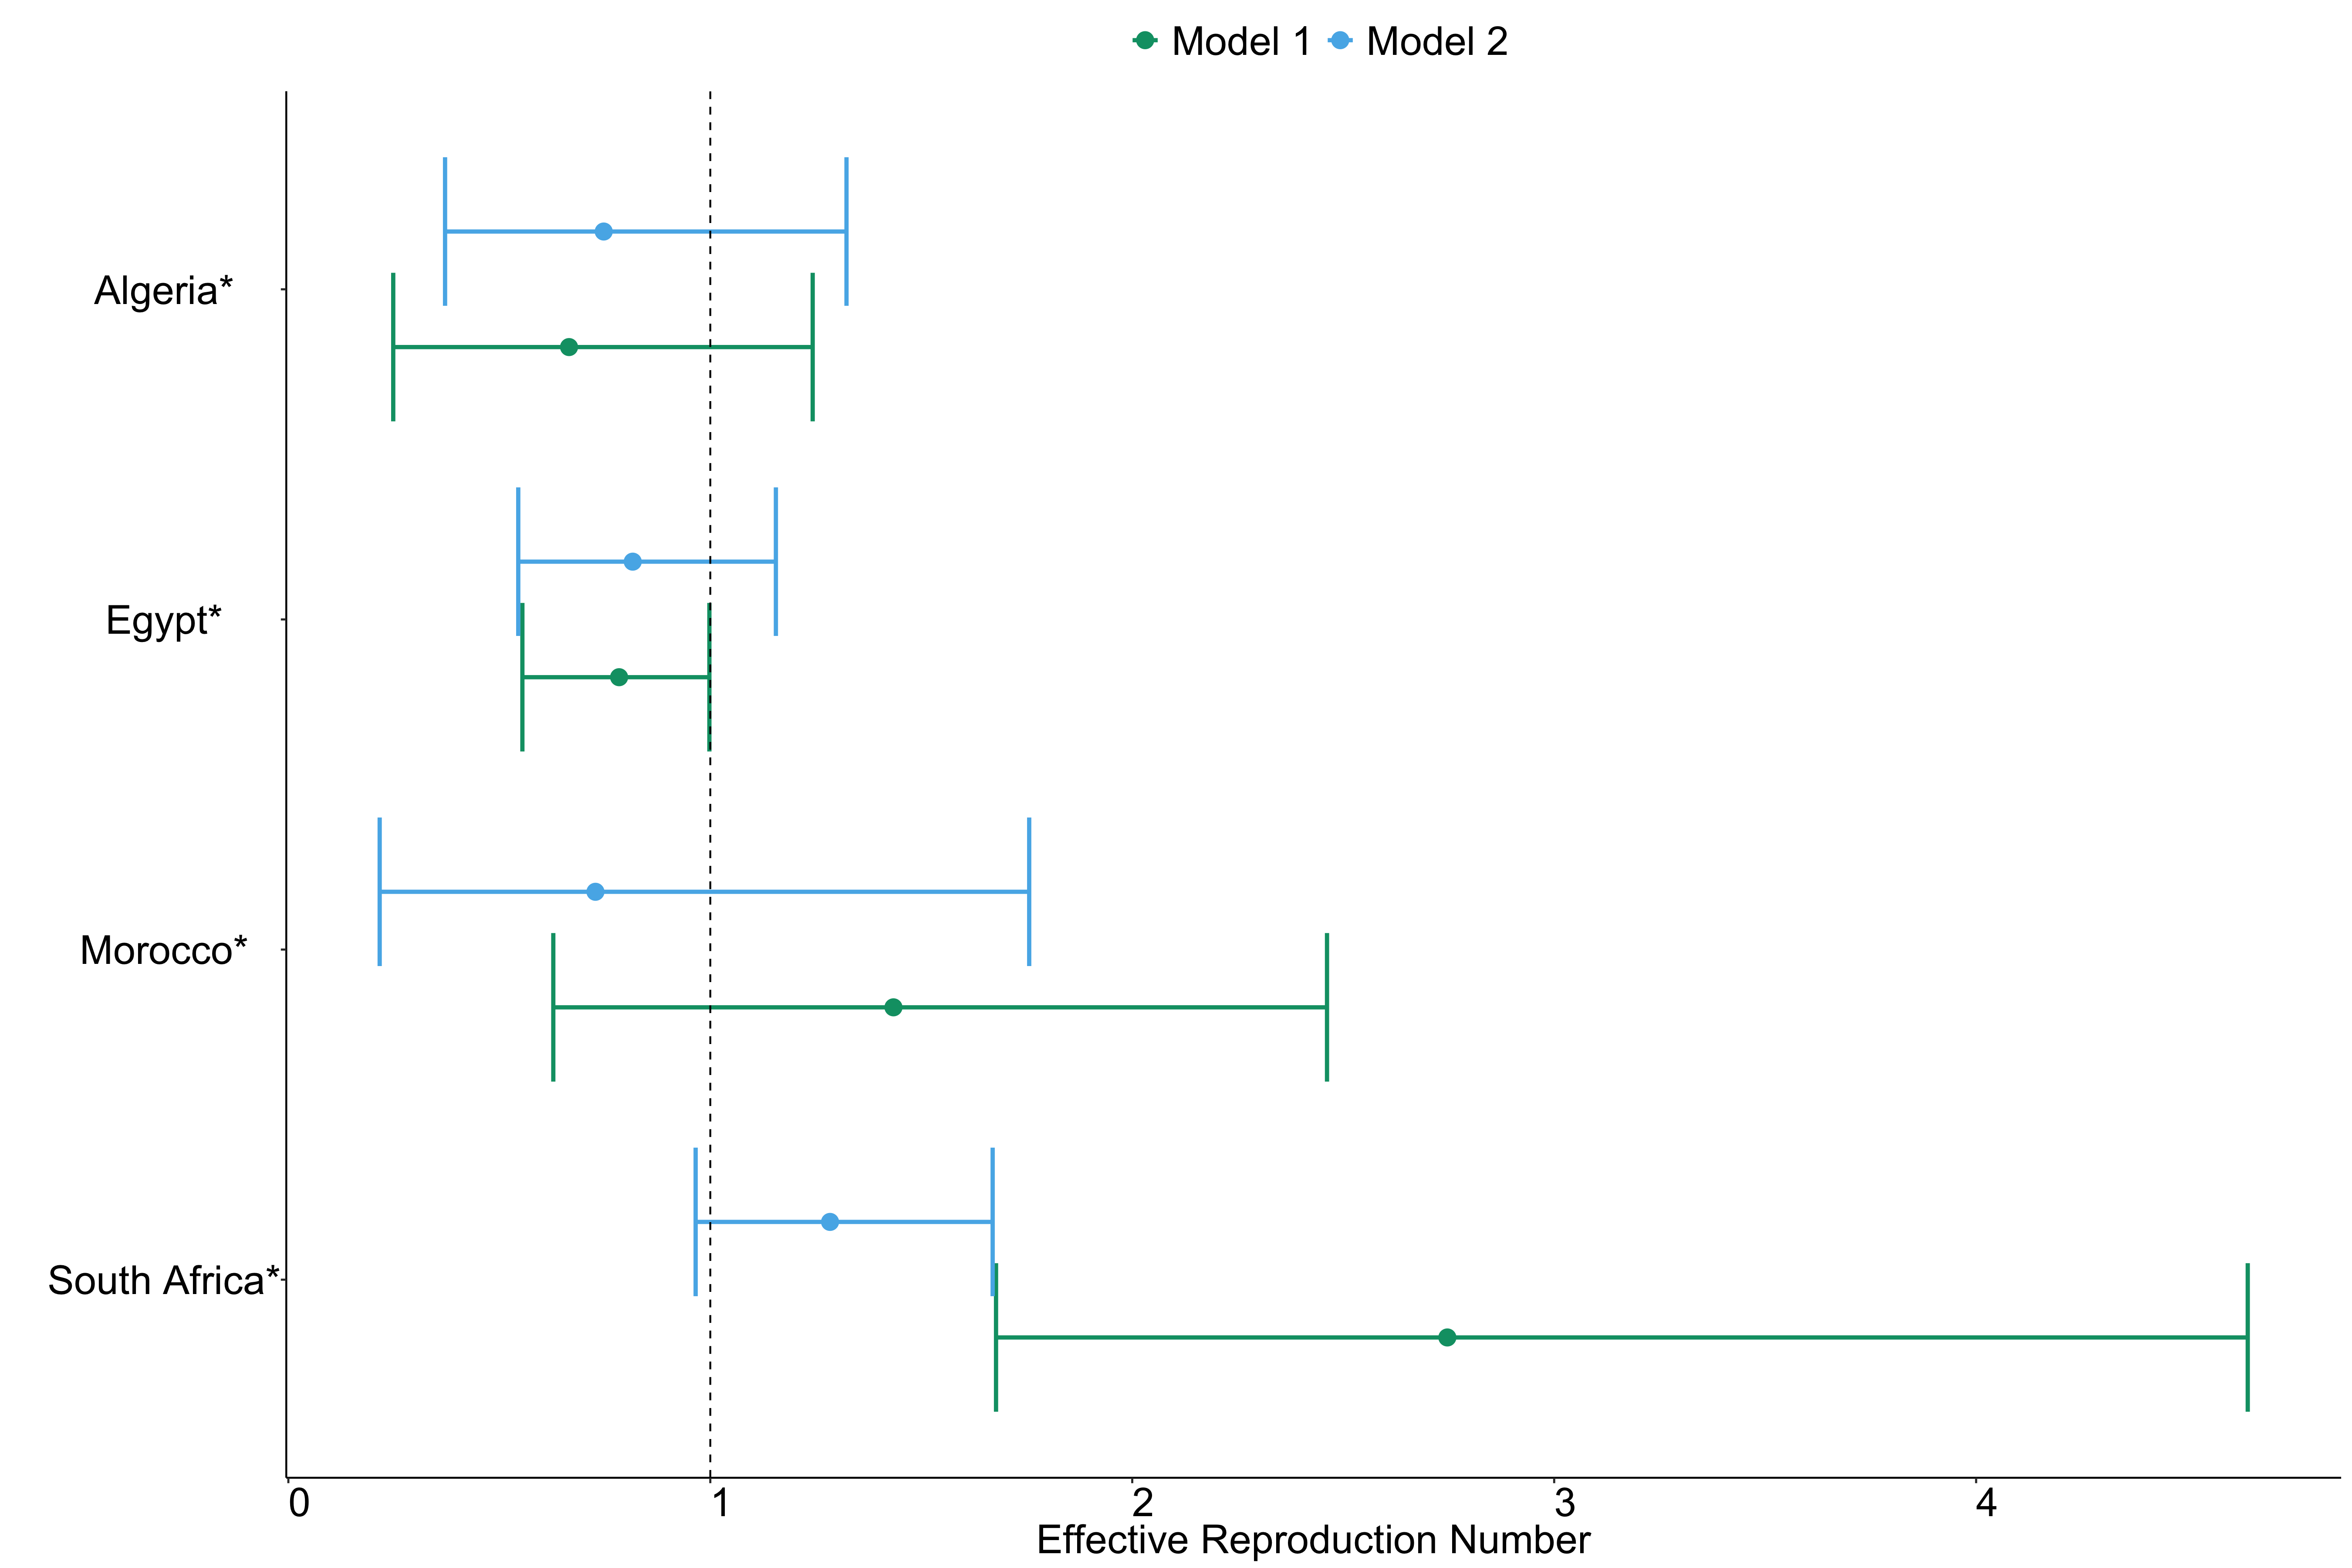 Model 1 Model 2
Algeria*
Egypt*
Morocco*
South Africa*
0 1 2 3 4
Effective Reproduction Number